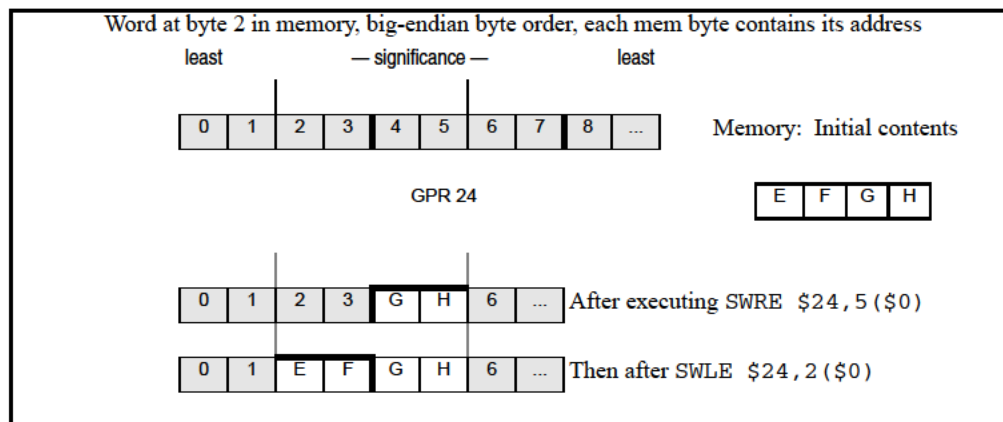 Word at byte 2 in memory, big-endian byte order, each mem byte contains its address
least — significance — least
0 1 2 3 4 5 6 7 8 ... Memory: Initial contents
GPR 24 E F G H
0 1 2 3 G H 6 ... After executing SWRE $24,5($0)
0 1 E F G H 6 ... Then after SWLE $24,2($0)